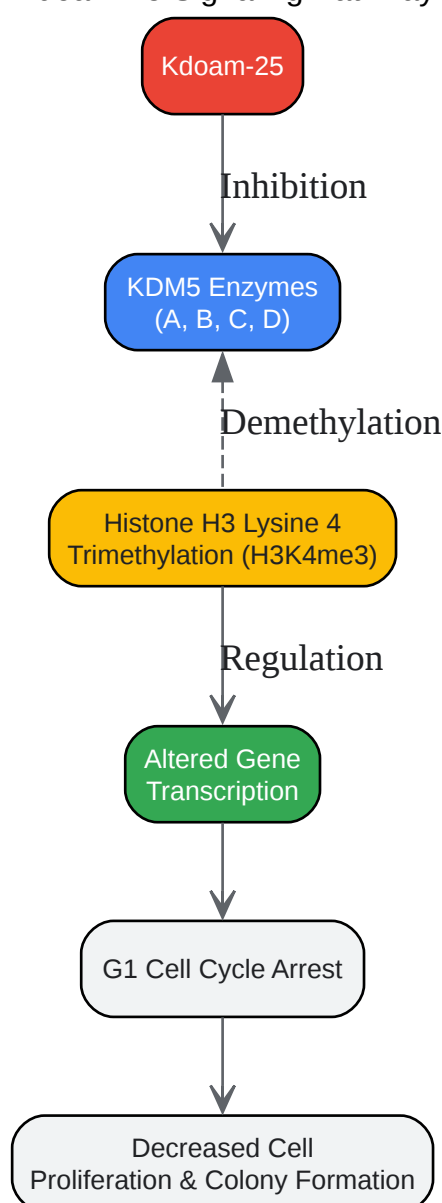 Kdoam-25
Inhibition
KDM5 Enzymes
(A, B, C, D)
Demethylation
Histone H3 Lysine 4
Trimethylation (H3K4me3)
Regulation
Altered Gene
Transcription
G1 Cell Cycle Arrest
Decreased Cell
Proliferation & Colony Formation